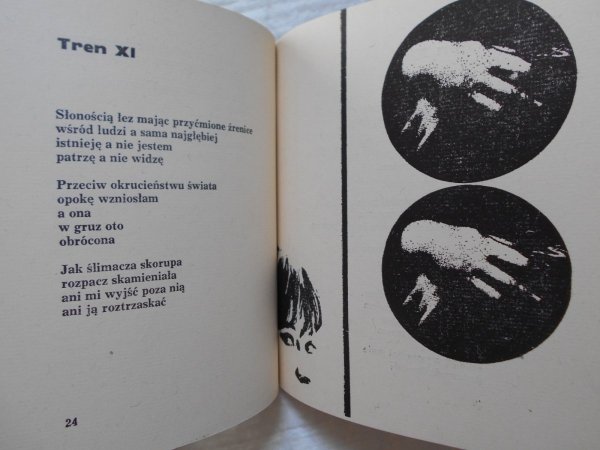 Tren XI
Słonością łez mając przyćmione źrenice
wśród ludzi a sama najgłębiej
istnieję a nie jestem
patrzę a nie widzę
Przeciw okrucieństwu świata
opokę wzniosłam
a ona
w gruz oto
obrócona
Jak ślimacza skorupa
rozpacz skamieniała
ani mi wyjść poza nią
ani ją roztrzaskać
24